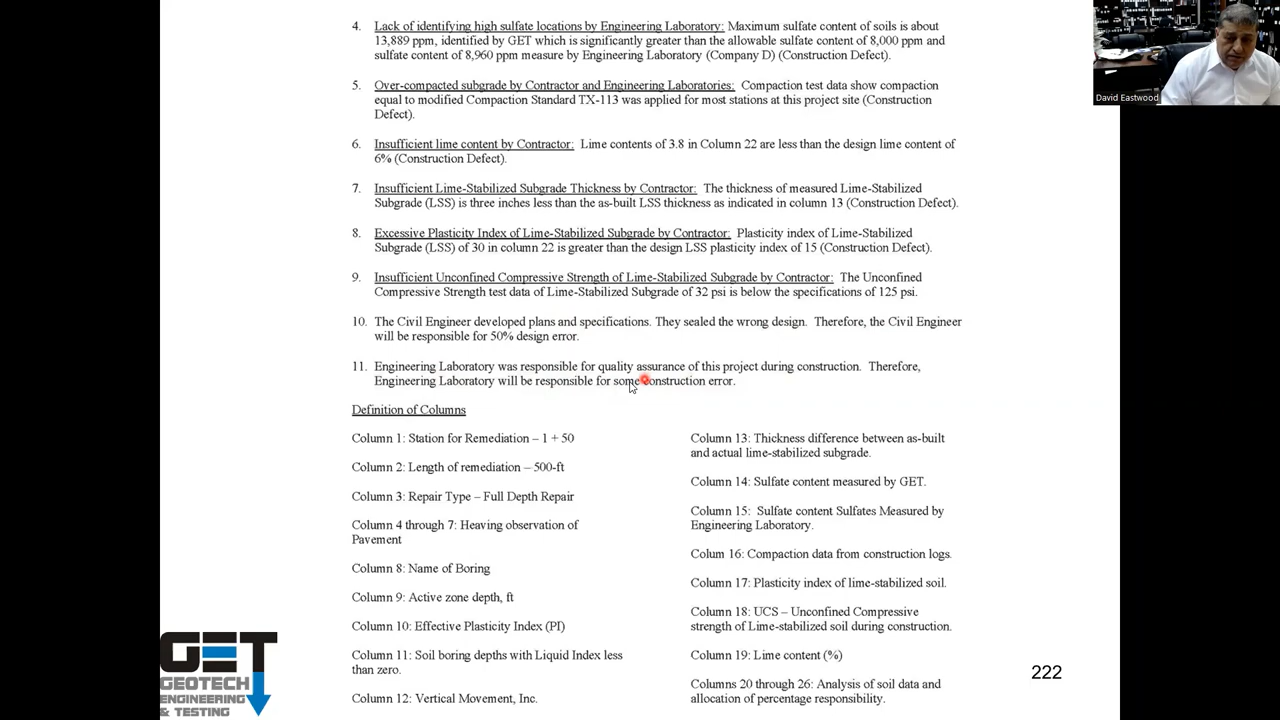 4. Lack of identifying high sulfate locations by Engineering Laboratory: Maximum sulfate content of soils is about
13,889 ppm, identified by GET which is significantly greater than the allowable sulfate content of 8,000 ppm and
sulfate content of 8,960 ppm measure by Engineering Laboratory (Company D) (Construction Defect).
5. Over-compacted subgrade by Contractor and Engineering Laboratories: Compaction test data show compaction
equal to modified Compaction Standard TX-113 was applied for most stations at this project site (Construction
Defect).
6. Insufficient lime content by Contractor: Lime contents of 3.8 in Column 22 are less than the design lime content of
6% (Construction Defect).
7. Insufficient Lime-Stabilized Subgrade Thickness by Contractor: The thickness of measured Lime-Stabilized
Subgrade (LSS) is three inches less than the as-built LSS thickness as indicated in column 13 (Construction Defect).
8. Excessive Plasticity Index of Lime-Stabilized Subgrade by Contractor: Plasticity index of Lime-Stabilized
Subgrade (LSS) of 30 in column 22 is greater than the design LSS plasticity index of 15 (Construction Defect).
9. Insufficient Unconfined Compressive Strength of Lime-Stabilized Subgrade by Contractor: The Unconfined
Compressive Strength test data of Lime-Stabilized Subgrade of 32 psi is below the specifications of 125 psi.
10. The Civil Engineer developed plans and specifications. They sealed the wrong design. Therefore, the Civil Engineer
will be responsible for 50% design error.
11. Engineering Laboratory was responsible for quality assurance of this project during construction. Therefore,
Engineering Laboratory will be responsible for some construction error.
Definition of Columns
Column 1: Station for Remediation – 1 + 50
Column 2: Length of remediation – 500-ft
Column 3: Repair Type – Full Depth Repair
Column 4 through 7: Heaving observation of
Pavement
Column 8: Name of Boring
Column 9: Active zone depth, ft
Column 10: Effective Plasticity Index (PI)
Column 11: Soil boring depths with Liquid Index less
than zero.
Column 12: Vertical Movement, Inc.
Column 13: Thickness difference between as-built
and actual lime-stabilized subgrade.
Column 14: Sulfate content measured by GET.
Column 15: Sulfate content Sulfates Measured by
Engineering Laboratory.
Colum 16: Compaction data from construction logs.
Column 17: Plasticity index of lime-stabilized soil.
Column 18: UCS – Unconfined Compressive
strength of Lime-stabilized soil during construction.
Column 19: Lime content (%)
Columns 20 through 26: Analysis of soil data and
allocation of percentage responsibility.
David Eastwood
GET
GEOTECH
ENGINEERING
& TESTING
222